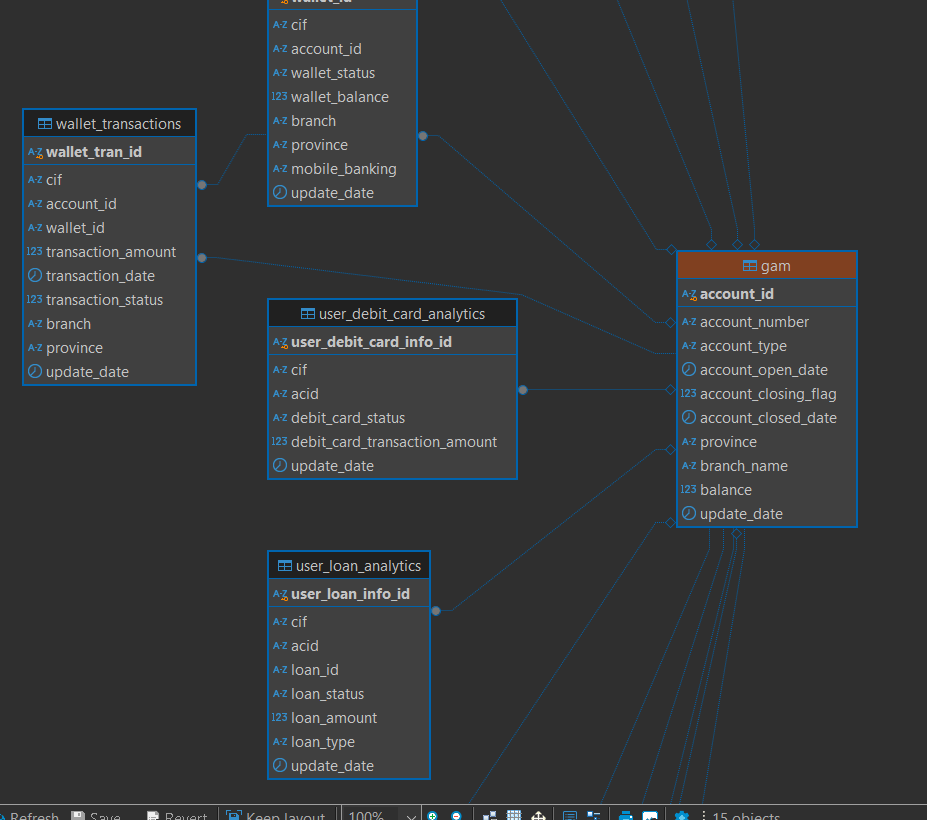 wallet_id
A-Z cif
A-Z account_id
A-Z wallet_status
123 wallet_balance
A-Z branch
A-Z province
A-Z mobile_banking
update_date
wallet_transactions
A-Z wallet_tran_id
A-Z cif
A-Z account_id
A-Z wallet_id
123 transaction_amount
transaction_date
123 transaction_status
A-Z branch
A-Z province
update_date
user_debit_card_analytics
A-Z user_debit_card_info_id
A-Z cif
A-Z acid
A-Z debit_card_status
123 debit_card_transaction_amount
update_date
gam
A-Z account_id
A-Z account_number
A-Z account_type
account_open_date
123 account_closing_flag
account_closed_date
A-Z province
A-Z branch_name
123 balance
update_date
user_loan_analytics
A-Z user_loan_info_id
A-Z cif
A-Z acid
A-Z loan_id
A-Z loan_status
123 loan_amount
A-Z loan_type
update_date
Refresh Save Revert Keep layout 100% 15 objects